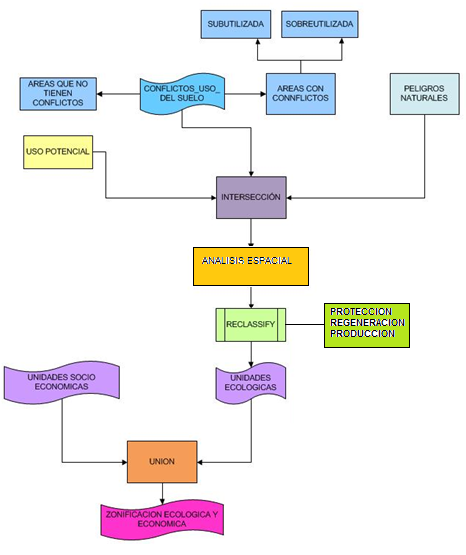 SUBUTILIZADA
SOBREUTILIZADA
AREAS QUE NO
TIENEN
CONFLICTOS
CONFLICTOS_USO_
DEL SUELO
AREAS CON
CONNFLICTOS
PELIGROS
NATURALES
USO POTENCIAL
INTERSECCIÓN
ANALISIS ESPACIAL
RECLASSIFY
PROTECCION
REGENERACION
PRODUCCION
UNIDADES SOCIO
ECONOMICAS
UNIDADES
ECOLOGICAS
UNION
ZONIFICACION ECOLOGICA Y
ECONOMICA